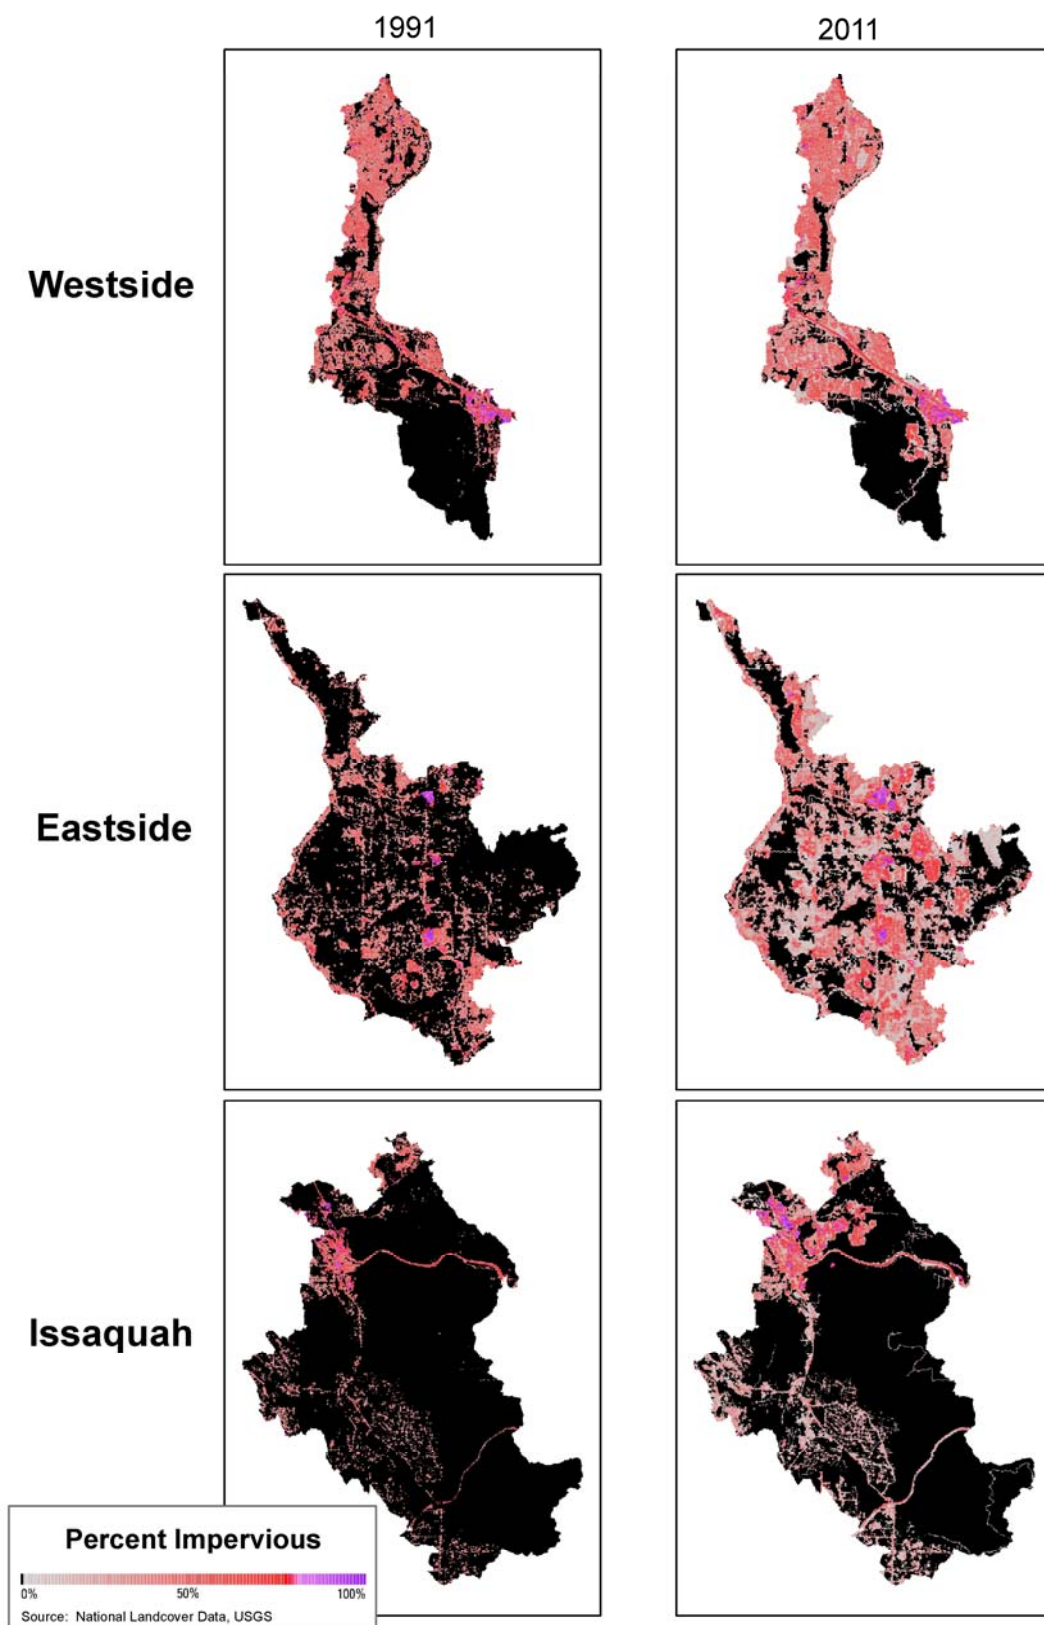 1991
2011
Westside
Eastside
Issaquah
Percent Impervious
0% 50% 100%
Source: National Landcover Data, USGS